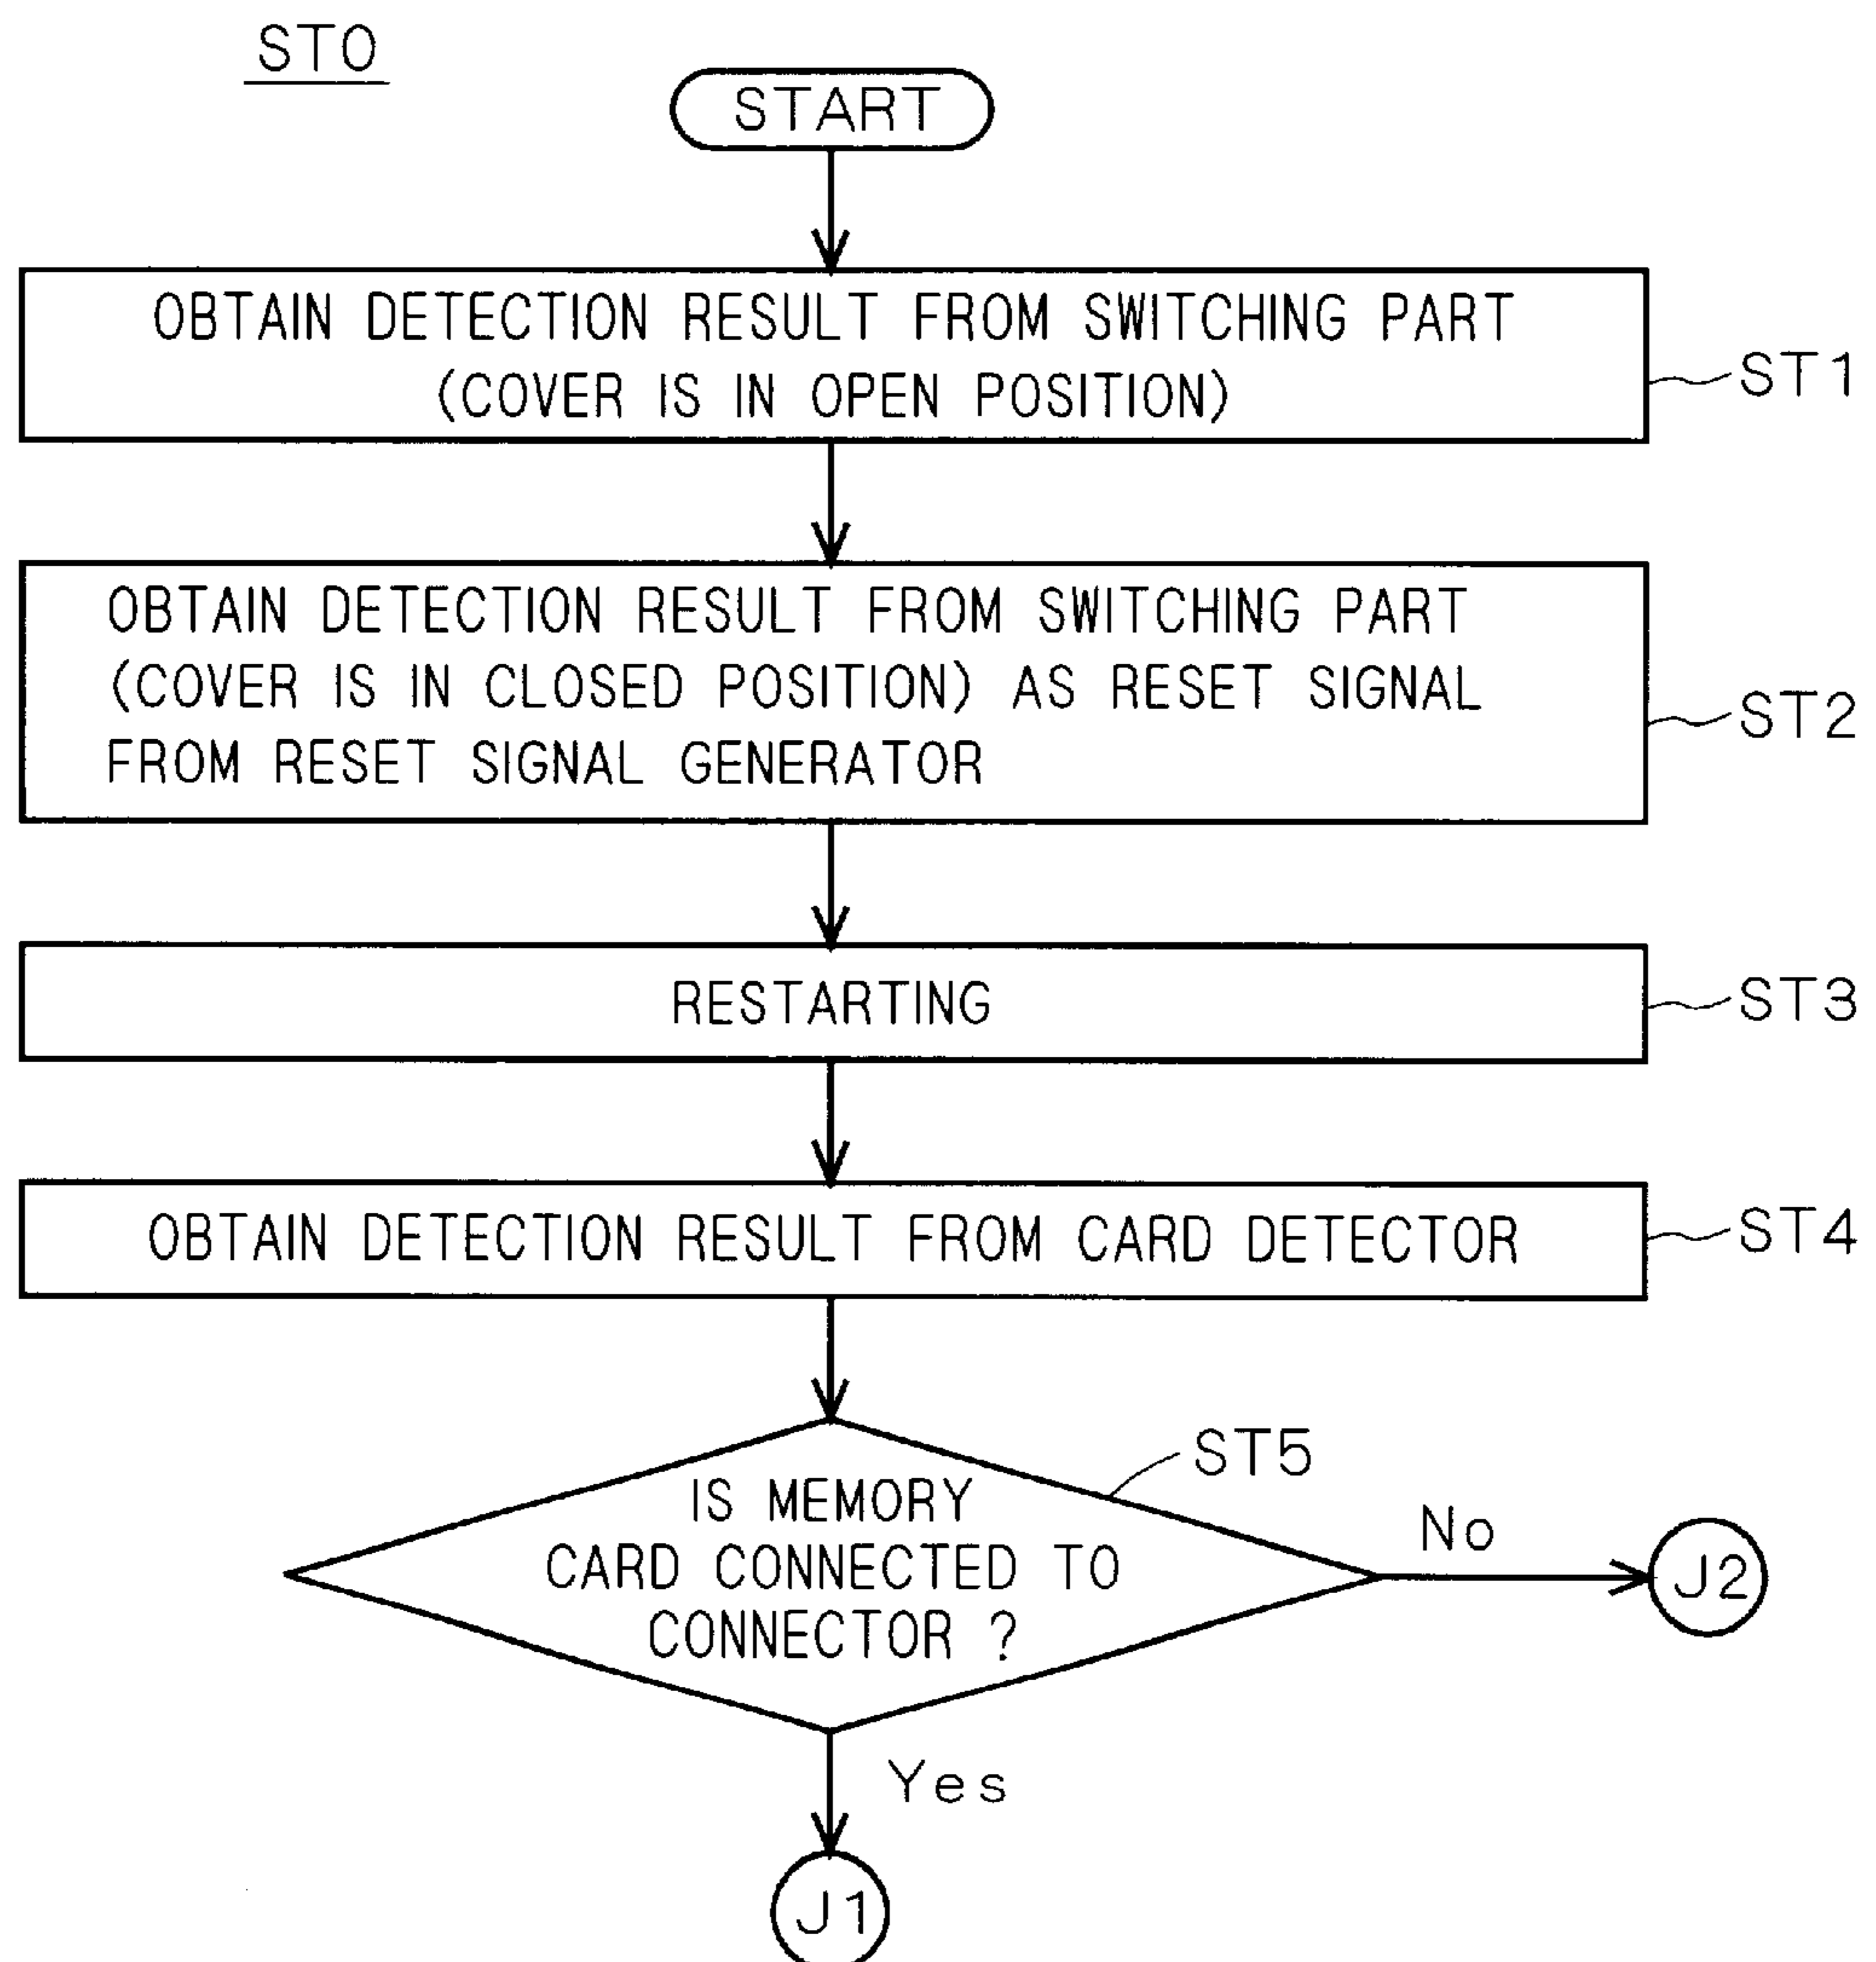 ST0
START
OBTAIN DETECTION RESULT FROM SWITCHING PART
(COVER IS IN OPEN POSITION)
ST1
OBTAIN DETECTION RESULT FROM SWITCHING PART
(COVER IS IN CLOSED POSITION) AS RESET SIGNAL
FROM RESET SIGNAL GENERATOR
ST2
RESTARTING
ST3
OBTAIN DETECTION RESULT FROM CARD DETECTOR
ST4
ST5
IS MEMORY
CARD CONNECTED TO
CONNECTOR ?
No
J2
Yes
J1